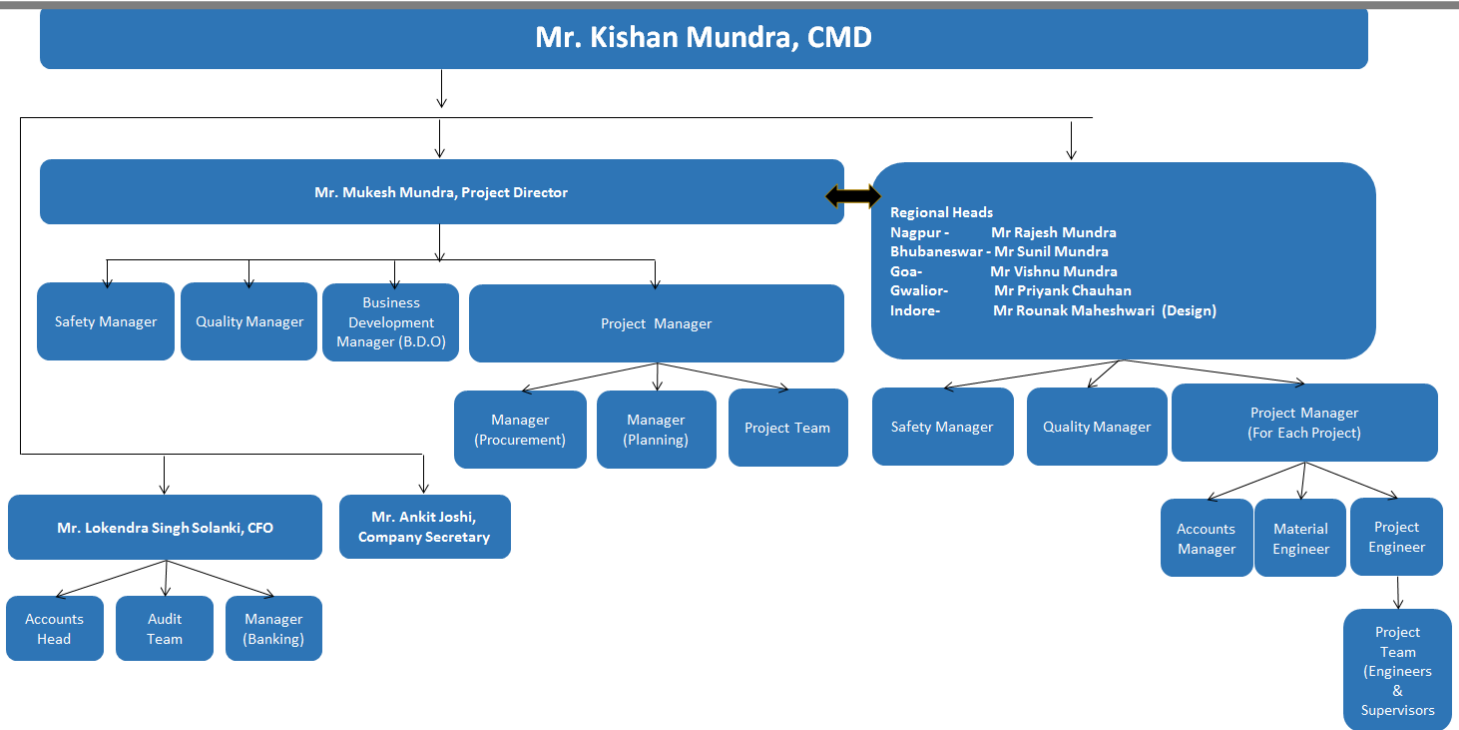 Mr. Kishan Mundra, CMD
Mr. Mukesh Mundra, Project Director
Regional Heads
Nagpur - Mr Rajesh Mundra
Bhubaneswar - Mr Sunil Mundra
Goa- Mr Vishnu Mundra
Gwalior- Mr Priyank Chauhan
Indore- Mr Rounak Maheshwari (Design)
Safety Manager
Quality Manager
Business
Development
Manager (B.D.O)
Project Manager
Manager
(Procurement)
Manager
(Planning)
Project Team
Safety Manager
Quality Manager
Project Manager
(For Each Project)
Mr. Lokendra Singh Solanki, CFO
Mr. Ankit Joshi,
Company Secretary
Accounts
Manager
Material
Engineer
Project
Engineer
Accounts
Head
Audit
Team
Manager
(Banking)
Project
Team
(Engineers
&
Supervisors